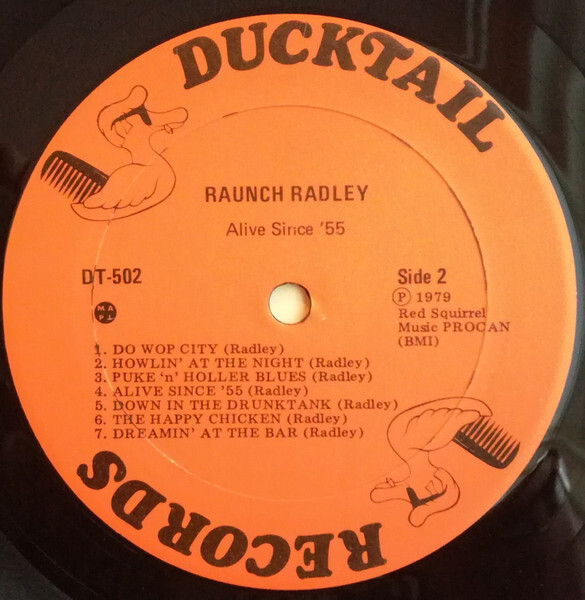 DUCKTAIL
RAUNCH RADLEY
Alive Since '55
DT-502
Side 2
Ⓟ 1979
Red Squirrel
Music PROCAN
(BMI)
1. DO WOP CITY (Radley)
2. HOWLIN' AT THE NIGHT (Radley)
3. PUKE 'n' HOLLER BLUES (Radley)
4. ALIVE SINCE '55 (Radley)
5. DOWN IN THE DRUNKTANK (Radley)
6. THE HAPPY CHICKEN (Radley)
7. DREAMIN' AT THE BAR (Radley)
RECORDS